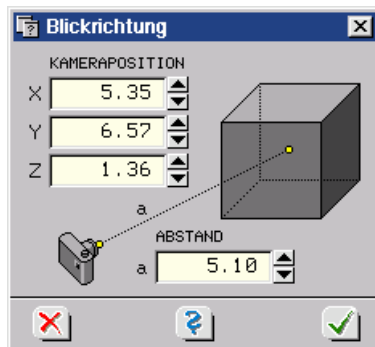 Blickrichtung
KAMERAPOSITION
X 5.35
Y 6.57
Z 1.36
a
ABSTAND
a 5.10